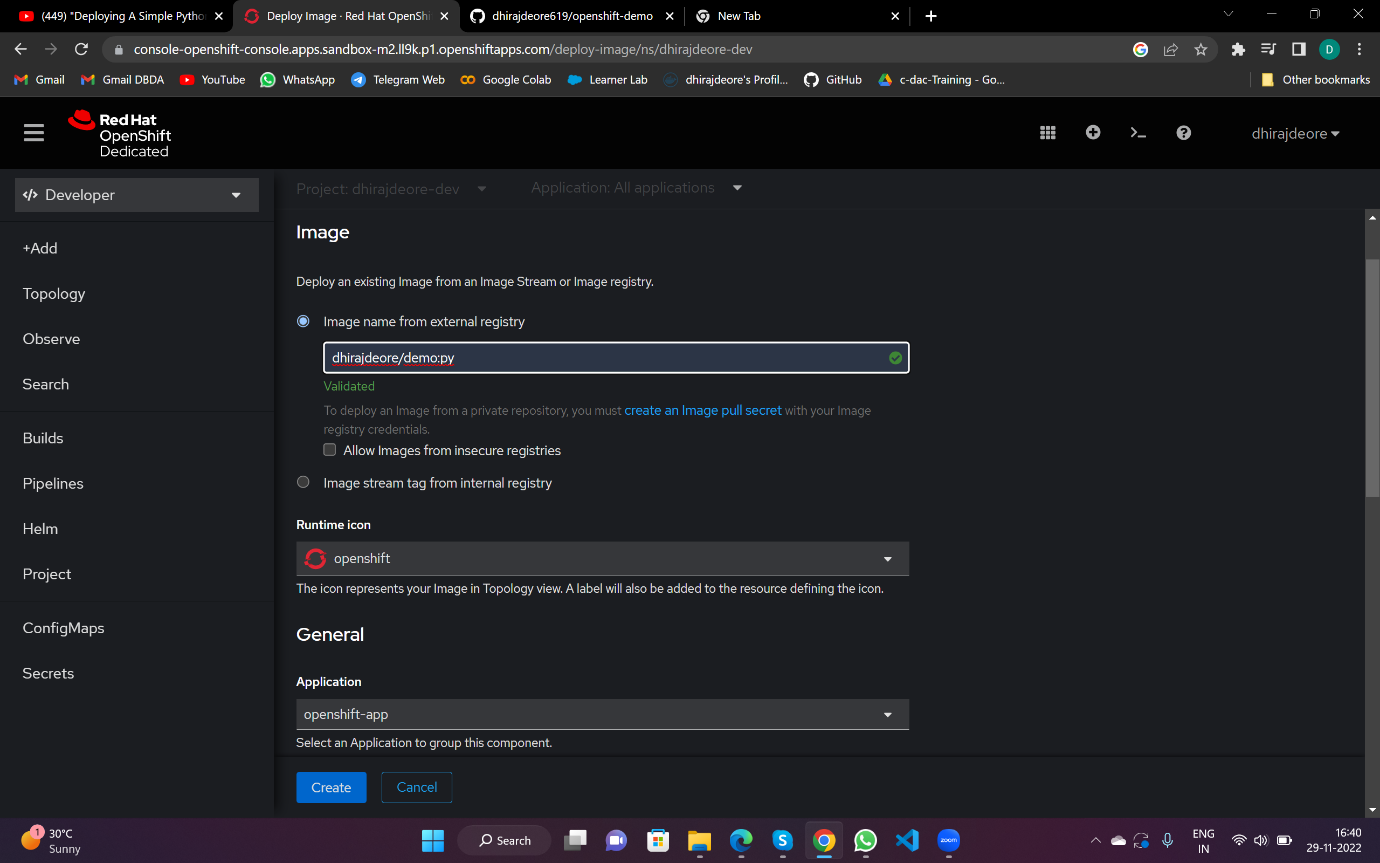 (449) "Deploying A Simple Pytho
Deploy Image · Red Hat OpenShi
dhirajdeore619/openshift-demo
New Tab
console-openshift-console.apps.sandbox-m2.ll9k.p1.openshiftapps.com/deploy-image/ns/dhirajdeore-dev
D
Gmail
Gmail DBDA
YouTube
WhatsApp
Telegram Web
Google Colab
Learner Lab
dhirajdeore's Profil...
GitHub
c-dac-Training - Go...
Other bookmarks
Red Hat
OpenShift
Dedicated
dhirajdeore
Developer
Project: dhirajdeore-dev
Application: All applications
+Add
Topology
Observe
Search
Builds
Pipelines
Helm
Project
ConfigMaps
Secrets
Image
Deploy an existing Image from an Image Stream or Image registry.
Image name from external registry
dhirajdeore/demo:py
Validated
To deploy an Image from a private repository, you must create an Image pull secret with your Image
registry credentials.
Allow Images from insecure registries
Image stream tag from internal registry
Runtime icon
openshift
The icon represents your Image in Topology view. A label will also be added to the resource defining the icon.
General
Application
openshift-app
Select an Application to group this component.
Create
Cancel
1
30°C
Sunny
Search
S
zoom
ENG
IN
16:40
29-11-2022